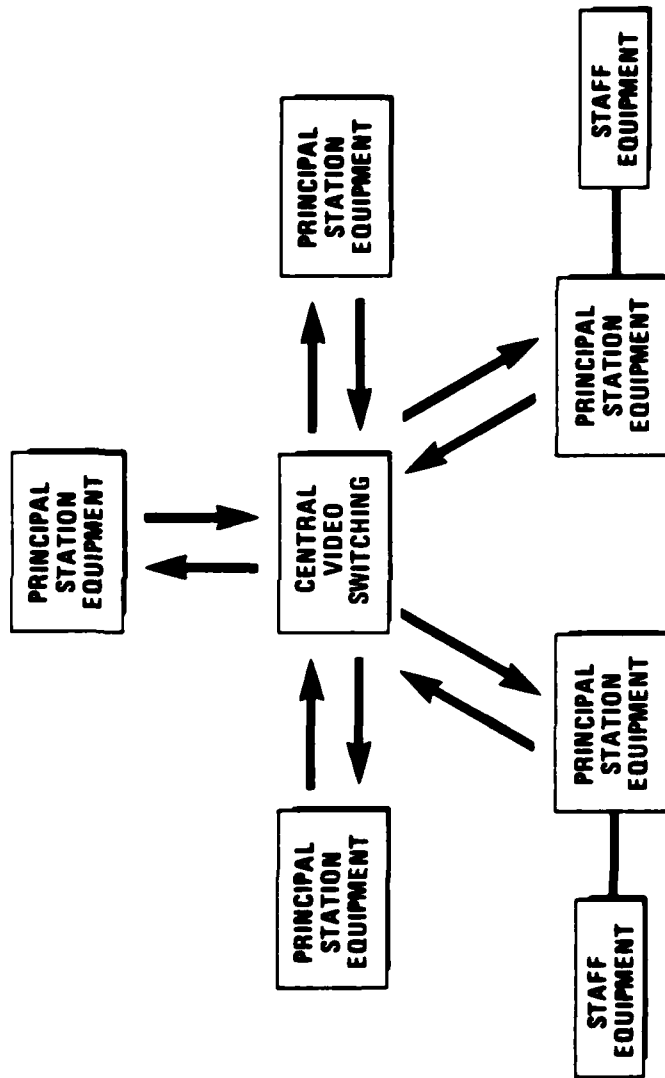 PRINCIPAL
STATION
EQUIPMENT
PRINCIPAL
STATION
EQUIPMENT
CENTRAL
VIDEO
SWITCHING
PRINCIPAL
STATION
EQUIPMENT
STAFF
EQUIPMENT
PRINCIPAL
STATION
EQUIPMENT
PRINCIPAL
STATION
EQUIPMENT
STAFF
EQUIPMENT